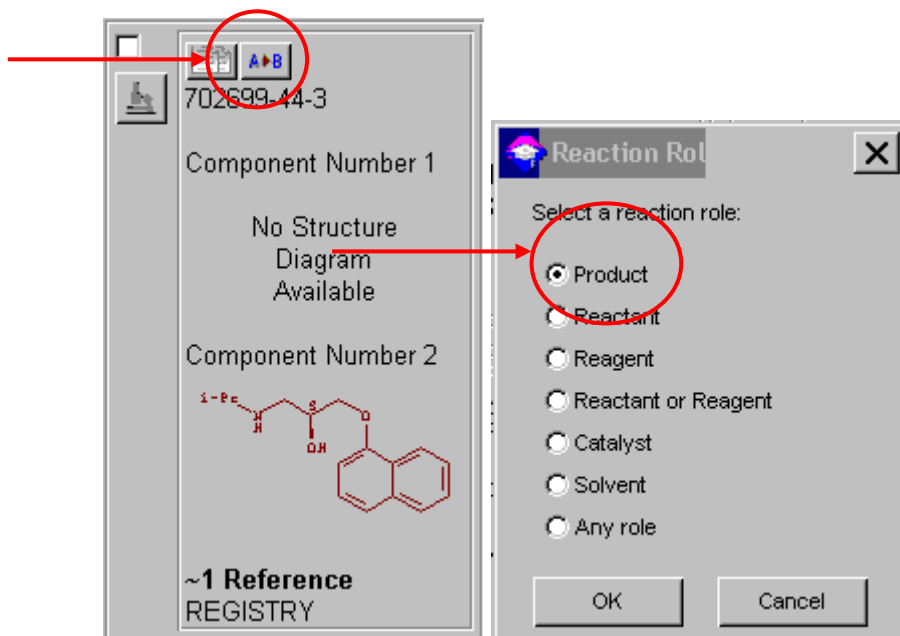 A▸B
702699-44-3
Component Number 1
No Structure
Diagram
Available
Component Number 2
i-Pr
N
H
S
OH
O
~1 Reference
REGISTRY
Reaction Rol
Select a reaction role:
Product
Reactant
Reagent
Reactant or Reagent
Catalyst
Solvent
Any role
OK
Cancel